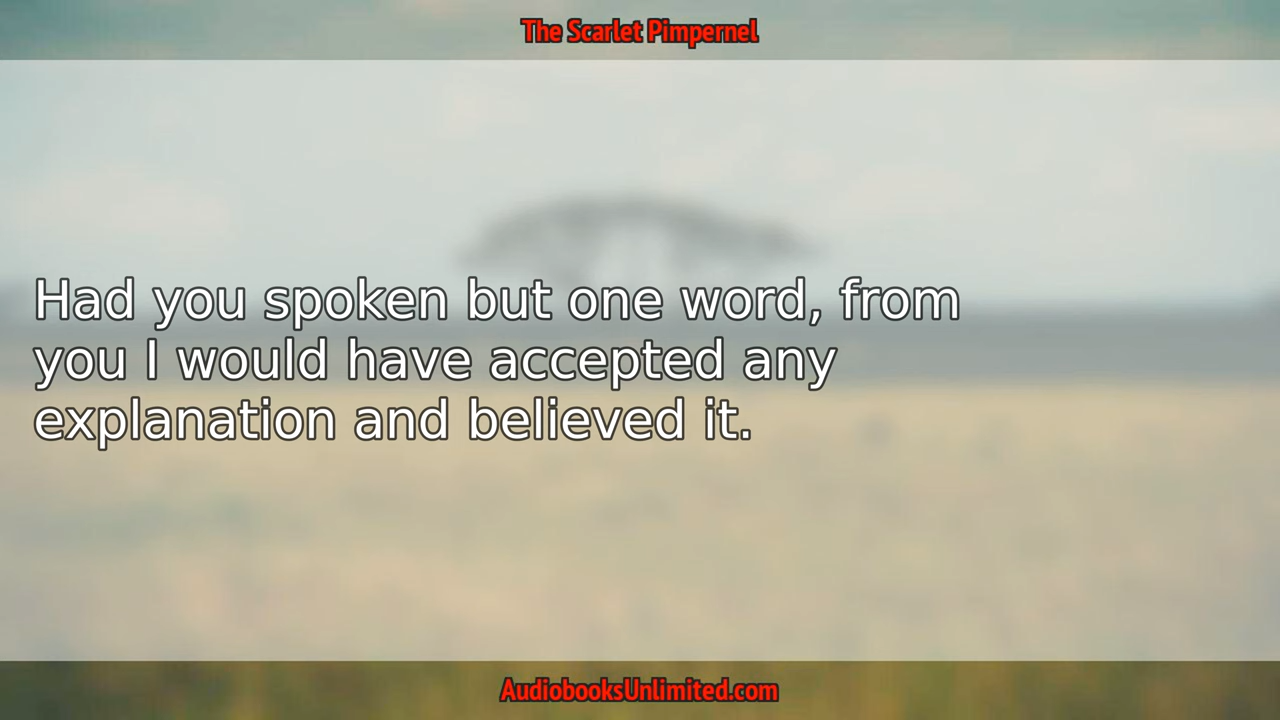 The Scarlet Pimpernel
Had you spoken but one word, from
you I would have accepted any
explanation and believed it.
AudiobooksUnlimited.com